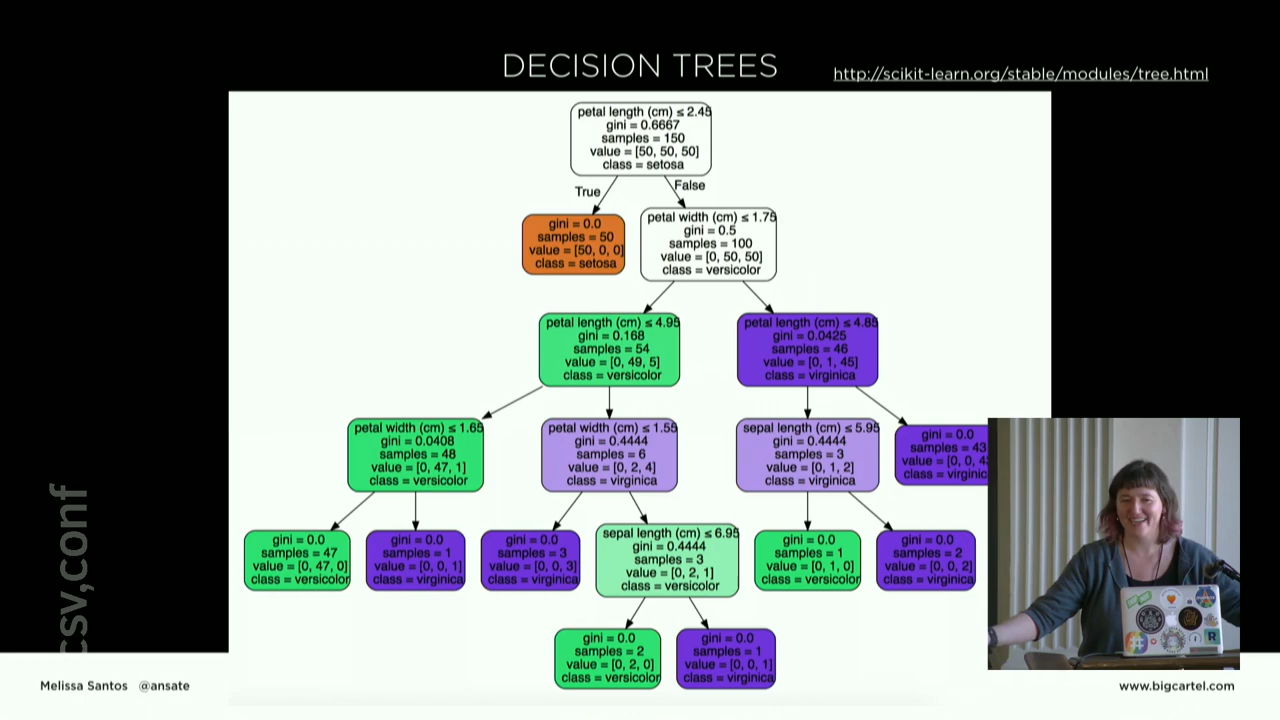 DECISION TREES
http://scikit-learn.org/stable/modules/tree.html
petal length (cm) ≤ 2.45
gini = 0.6667
samples = 150
value = [50, 50, 50]
class = setosa
True
False
gini = 0.0
samples = 50
value = [50, 0, 0]
class = setosa
petal width (cm) ≤ 1.75
gini = 0.5
samples = 100
value = [0, 50, 50]
class = versicolor
petal length (cm) ≤ 4.95
gini = 0.168
samples = 54
value = [0, 49, 5]
class = versicolor
petal length (cm) ≤ 4.85
gini = 0.0425
samples = 46
value = [0, 1, 45]
class = virginica
petal width (cm) ≤ 1.65
gini = 0.0408
samples = 48
value = [0, 47, 1]
class = versicolor
petal width (cm) ≤ 1.55
gini = 0.4444
samples = 6
value = [0, 2, 4]
class = virginica
sepal length (cm) ≤ 5.95
gini = 0.4444
samples = 3
value = [0, 1, 2]
class = virginica
gini = 0.0
samples = 43
value = [0, 0, 4
class = virginic
gini = 0.0
samples = 47
value = [0, 47, 0]
class = versicolor
gini = 0.0
samples = 1
value = [0, 0, 1]
class = virginica
gini = 0.0
samples = 3
value = [0, 0, 3]
class = virginica
sepal length (cm) ≤ 6.95
gini = 0.4444
samples = 3
value = [0, 2, 1]
class = versicolor
gini = 0.0
samples = 1
value = [0, 1, 0]
class = versicolor
gini = 0.0
samples = 2
value = [0, 0, 2]
class = virginica
gini = 0.0
samples = 2
value = [0, 2, 0]
class = versicolor
gini = 0.0
samples = 1
value = [0, 0, 1]
class = virginica
csv,conf
Melissa Santos @ansate
www.bigcartel.com